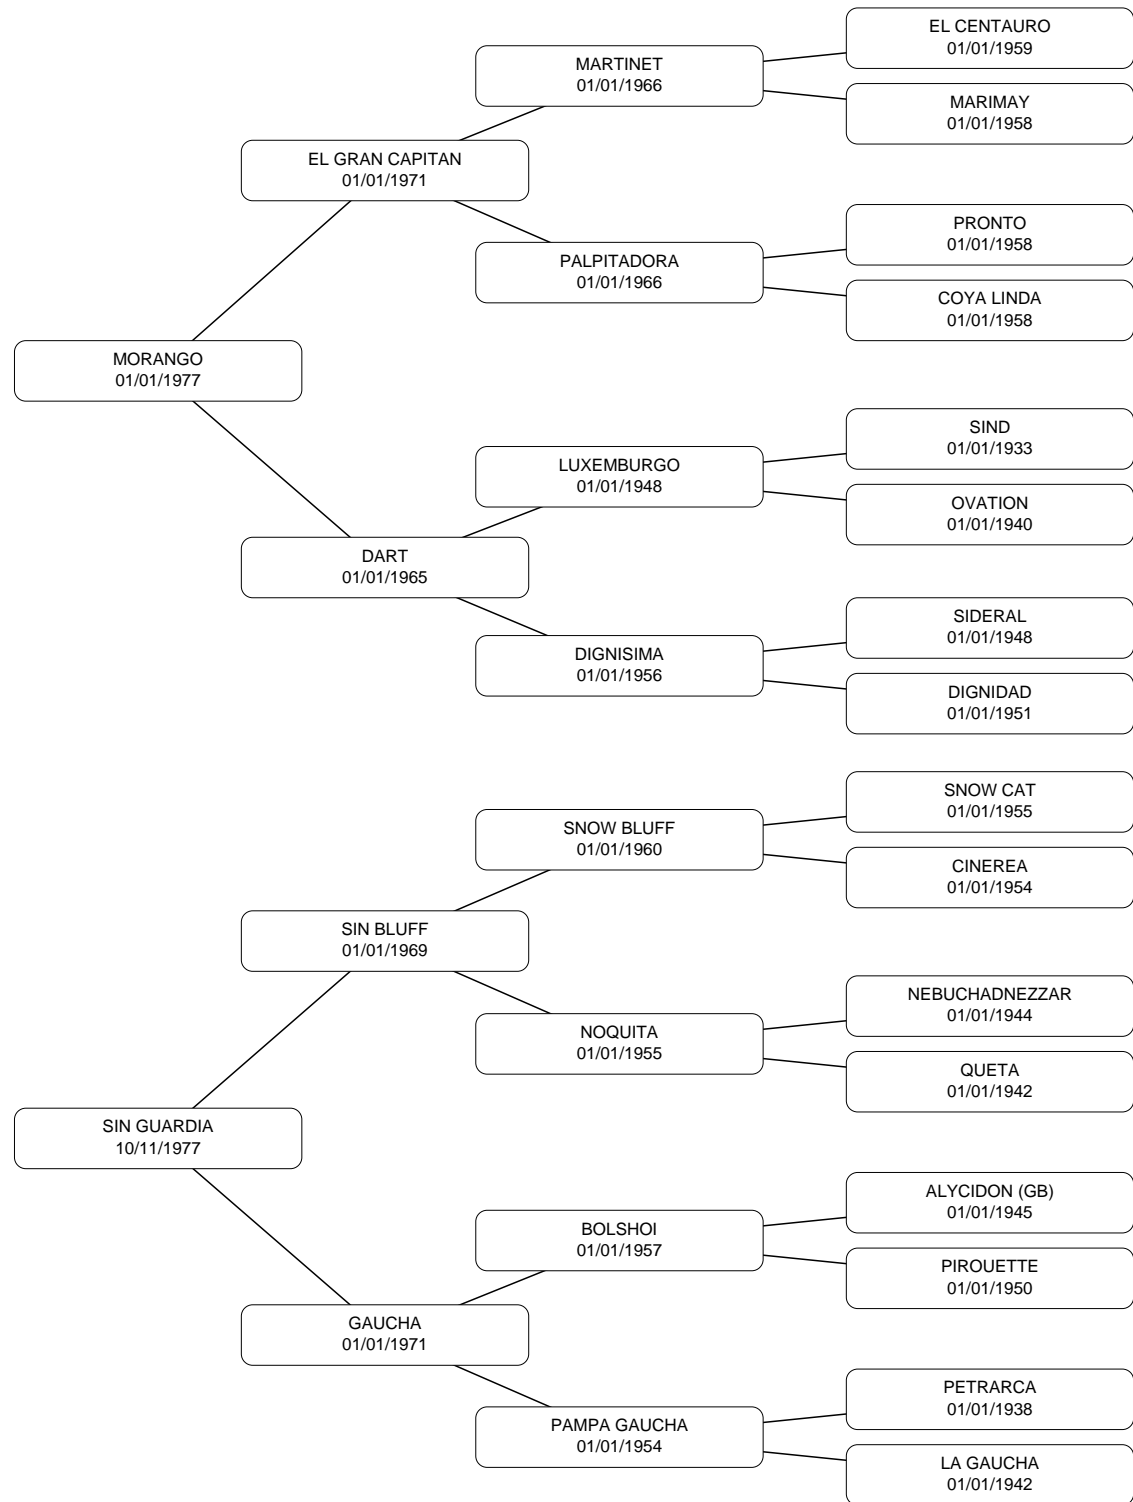 EL CENTAURO
01/01/1959
MARTINET
01/01/1966
MARIMAY
01/01/1958
EL GRAN CAPITAN
01/01/1971
PRONTO
01/01/1958
PALPITADORA
01/01/1966
COYA LINDA
01/01/1958
MORANGO
01/01/1977
SIND
01/01/1933
LUXEMBURGO
01/01/1948
OVATION
01/01/1940
DART
01/01/1965
SIDERAL
01/01/1948
DIGNISIMA
01/01/1956
DIGNIDAD
01/01/1951
SNOW CAT
01/01/1955
SNOW BLUFF
01/01/1960
CINEREA
01/01/1954
SIN BLUFF
01/01/1969
NEBUCHADNEZZAR
01/01/1944
NOQUITA
01/01/1955
QUETA
01/01/1942
SIN GUARDIA
10/11/1977
ALYCIDON (GB)
01/01/1945
BOLSHOI
01/01/1957
PIROUETTE
01/01/1950
GAUCHA
01/01/1971
PETRARCA
01/01/1938
PAMPA GAUCHA
01/01/1954
LA GAUCHA
01/01/1942